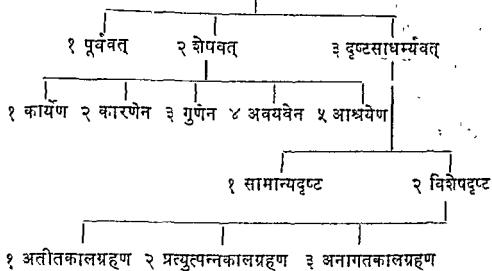 १ पूर्ववत् २ शेषवत् ३ दृष्टसाधर्म्यवत्
१ कार्येण २ कारणेन ३ गुणेन ४ अवयवेन ५ आश्रयेण
१ सामान्यदृष्ट २ विशेषदृष्ट
१ अतीतकालग्रहण २ प्रत्युत्पन्नकालग्रहण ३ अनागतकालग्रहण